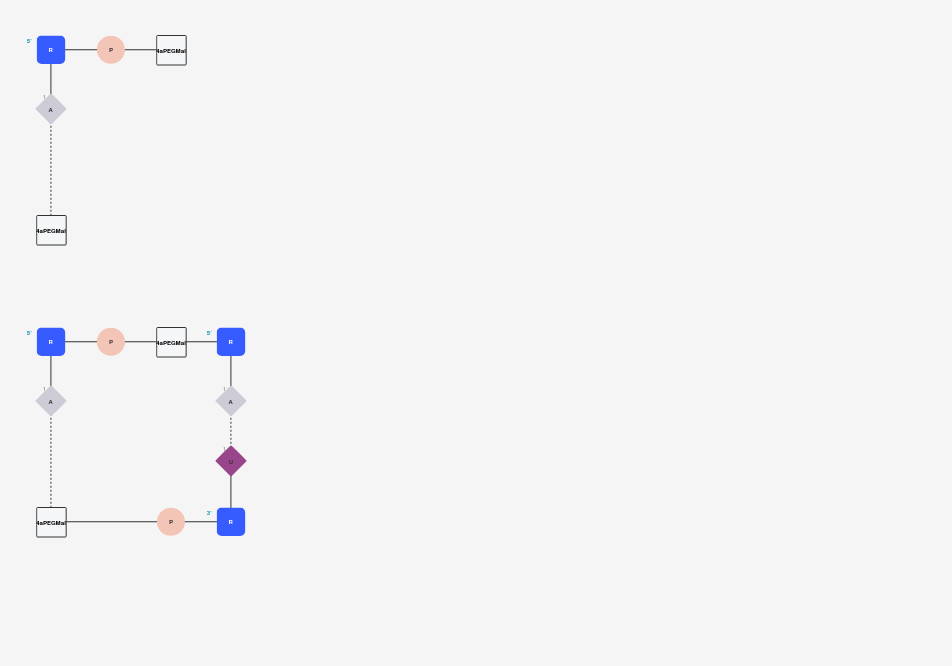 5' R P 4aPEGMal
1 A
4aPEGMal
5' R P 4aPEGMal 5' R
1 A 1 A
1 U
3'
4aPEGMal P R